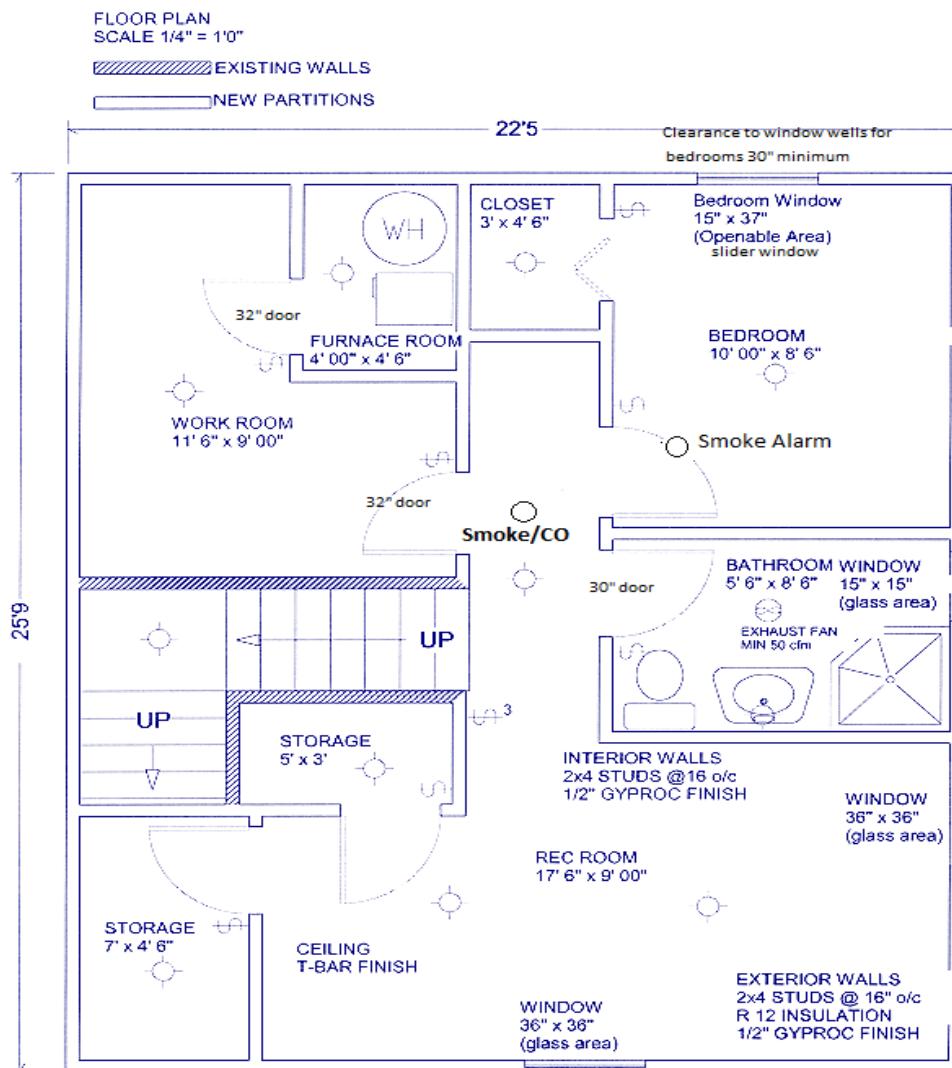 FLOOR PLAN
SCALE 1/4" = 1'0"
EXISTING WALLS
NEW PARTITIONS
22'5
Clearance to window wells for
bedrooms 30" minimum
CLOSET
3' x 4' 6"
Bedroom Window
15" x 37"
(Openable Area)
slider window
WH
32" door
FURNACE ROOM
4' 00" x 4' 6"
BEDROOM
10' 00" x 8' 6"
WORK ROOM
11' 6" x 9' 00"
Smoke Alarm
32" door
Smoke/CO
25'9
30" door
BATHROOM
5' 6" x 8' 6"
WINDOW
15" x 15"
(glass area)
EXHAUST FAN
MIN 50 cfm
UP
UP
3
STORAGE
5' x 3'
INTERIOR WALLS
2x4 STUDS @16 o/c
1/2" GYPROC FINISH
WINDOW
36" x 36"
(glass area)
REC ROOM
17' 6" x 9' 00"
STORAGE
7' x 4' 6"
CEILING
T-BAR FINISH
EXTERIOR WALLS
2x4 STUDS @ 16" o/c
R 12 INSULATION
1/2" GYPROC FINISH
WINDOW
36" x 36"
(glass area)